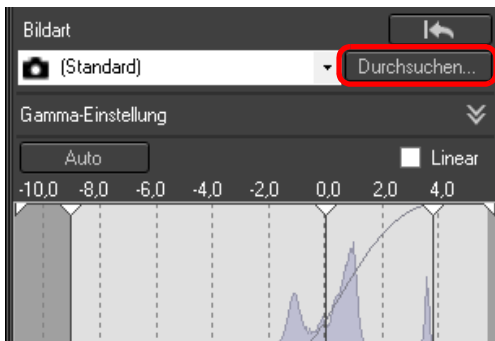 Bildart
(Standard)
Durchsuchen...
Gamma-Einstellung
Auto
Linear
-10,0 -8,0 -6,0 -4,0 -2,0 0,0 2,0 4,0